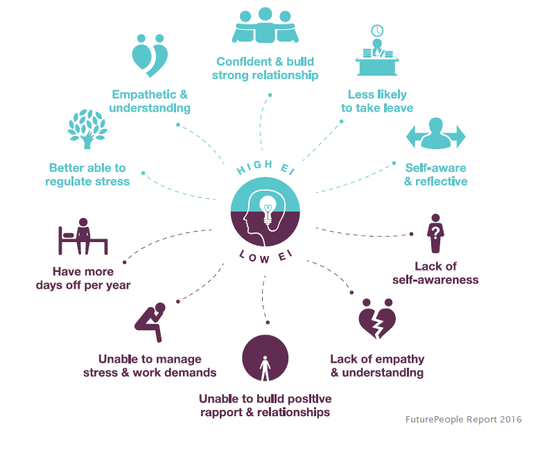 Confident & build
strong relationship
Empathetic &
understanding
Less likely
to take leave
Better able to
regulate stress
Self-aware
& reflective
HIGH EI
LOW EI
Have more
days off per year
Lack of
self-awareness
?
Unable to manage
stress & work demands
Lack of empathy
& understanding
Unable to build positive
rapport & relationships
FuturePeople Report 2016